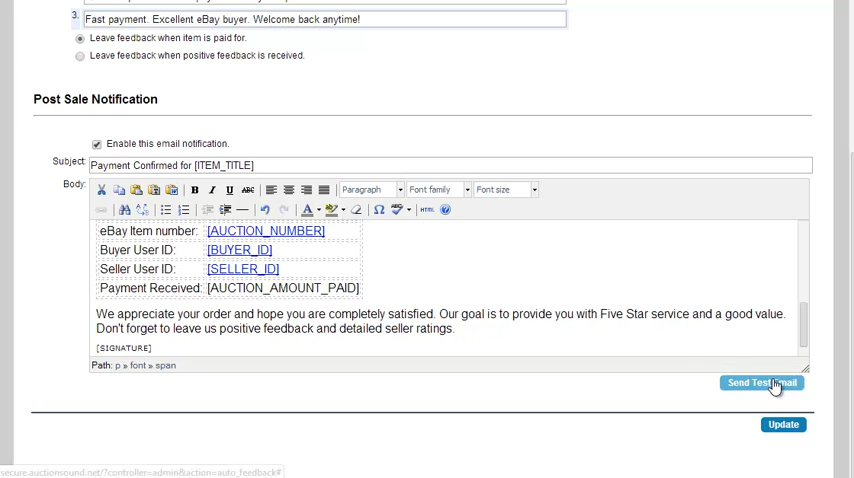 3. Fast payment. Excellent eBay buyer. Welcome back anytime!
Leave feedback when item is paid for.
Leave feedback when positive feedback is received.
Post Sale Notification
Enable this email notification.
Subject: Payment Confirmed for [ITEM_TITLE]
Body:
B I U ABC Paragraph Font family Font size
A ab Ω ABC HTML ?
eBay Item number: [AUCTION_NUMBER]
Buyer User ID: [BUYER_ID]
Seller User ID: [SELLER_ID]
Payment Received: [AUCTION_AMOUNT_PAID]
We appreciate your order and hope you are completely satisfied. Our goal is to provide you with Five Star service and a good value.
Don't forget to leave us positive feedback and detailed seller ratings.
[SIGNATURE]
Path: p » font » span
Send Test Email
Update
secure.auctionsound.net/?controller=admin&action=auto_feedback#